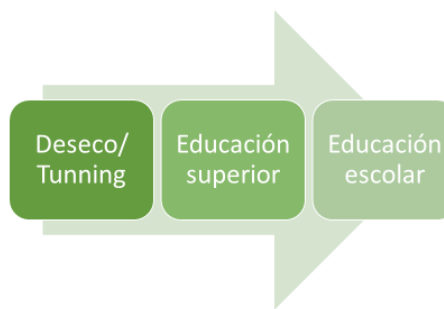 Deseco/
Tunning
Educación
superior
Educación
escolar